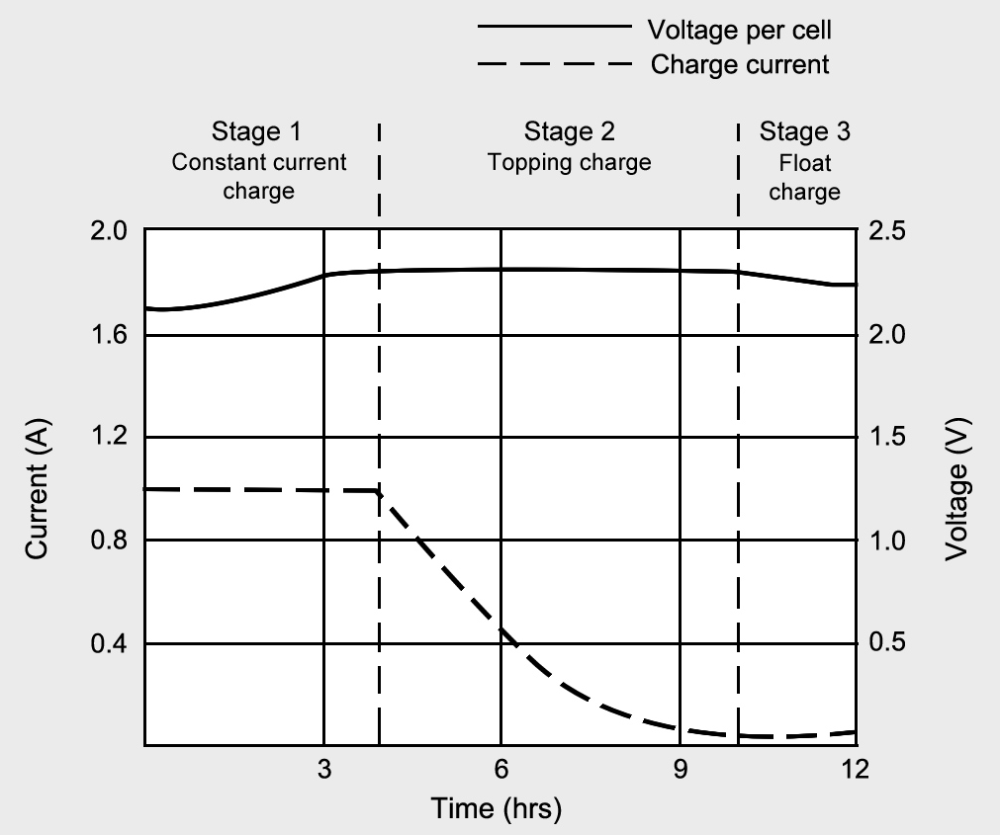 Voltage per cell
Charge current
Stage 1
Constant current
charge
Stage 2
Topping charge
Stage 3
Float
charge
2.0
1.6
1.2
0.8
0.4
Current (A)
2.5
2.0
1.5
1.0
0.5
Voltage (V)
3
6
9
12
Time (hrs)